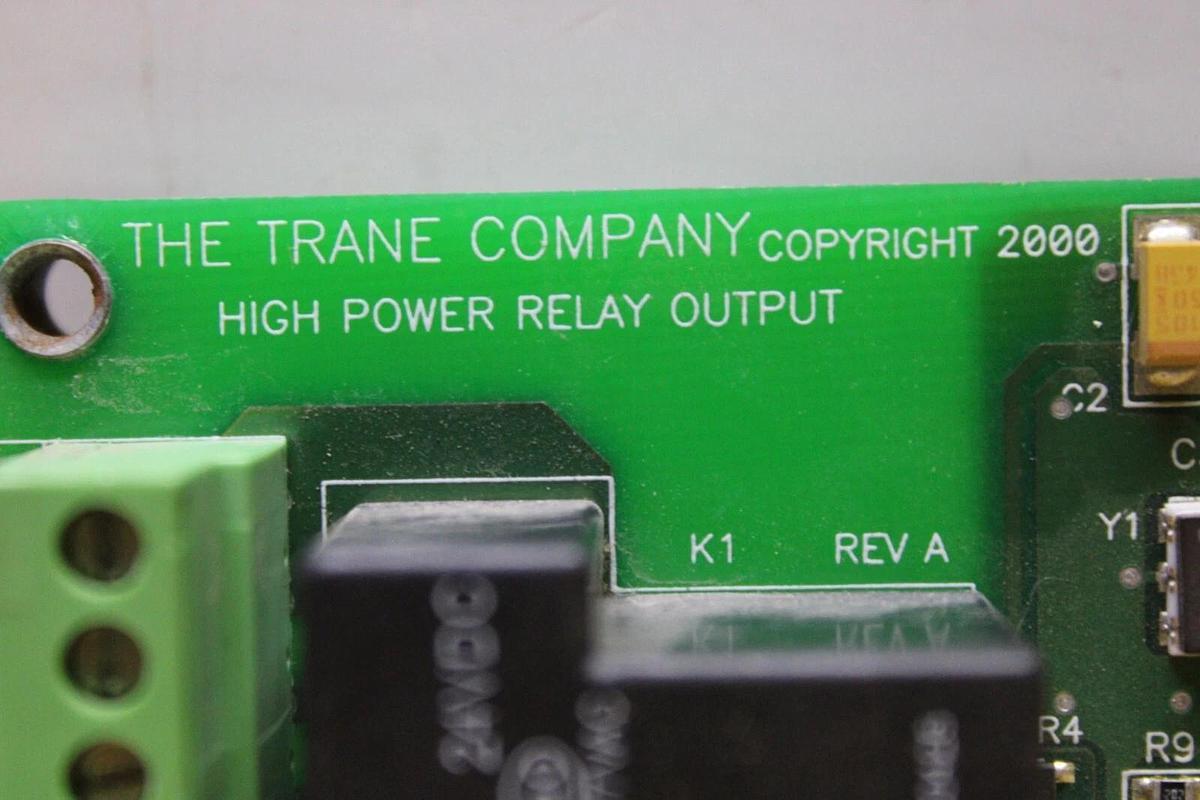 THE TRANE COMPANY COPYRIGHT 2000
HIGH POWER RELAY OUTPUT
C2
Y1
K1 REV A
24VDC
R4
R9